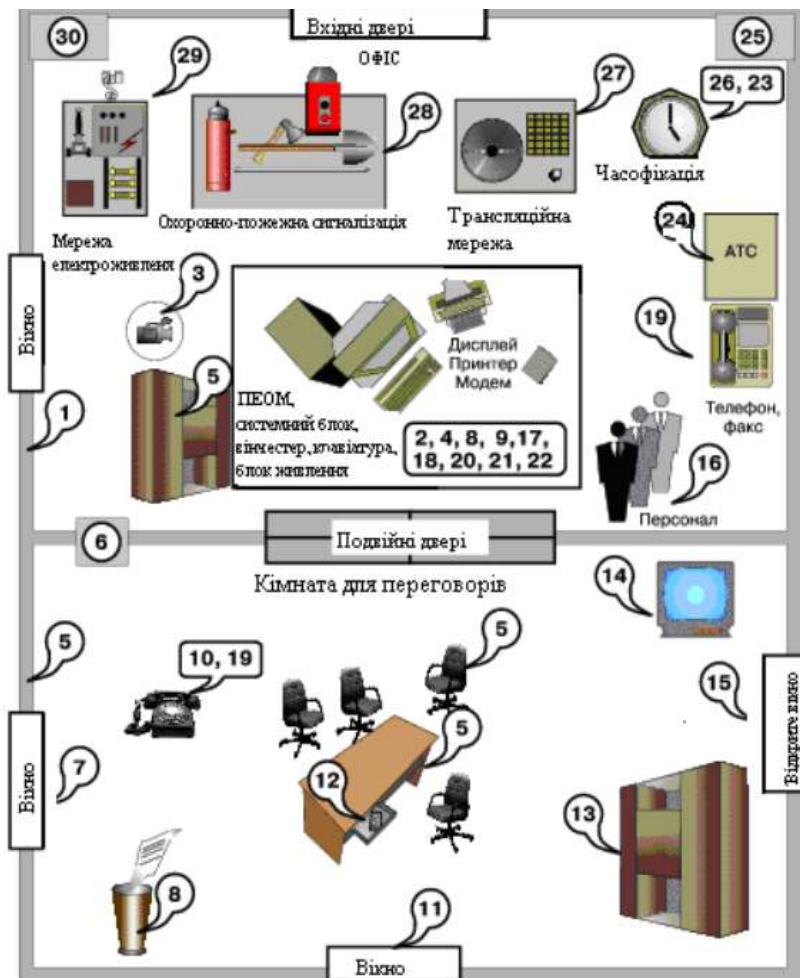 Вхідні двері
30
25
ОФІС
29
27
26, 23
28
Часофікація
Охоронно-пожежна сигналізація
Трансляційна
мережа
Мережа
електроживленя
24
АТС
3
Вікно
19
Дисплей
Принтер
Модем
5
ПЕОМ,
системний блок,
вінчестер, клавіатура,
блок живлення
Телефон,
факс
1
2, 4, 8, 9, 17,
18, 20, 21, 22
16
Персонал
6
Подвійні двері
Кімната для переговорів
14
5
5
10, 19
15
Відкрите вікно
5
7
Вікно
12
13
8
11
Вікно